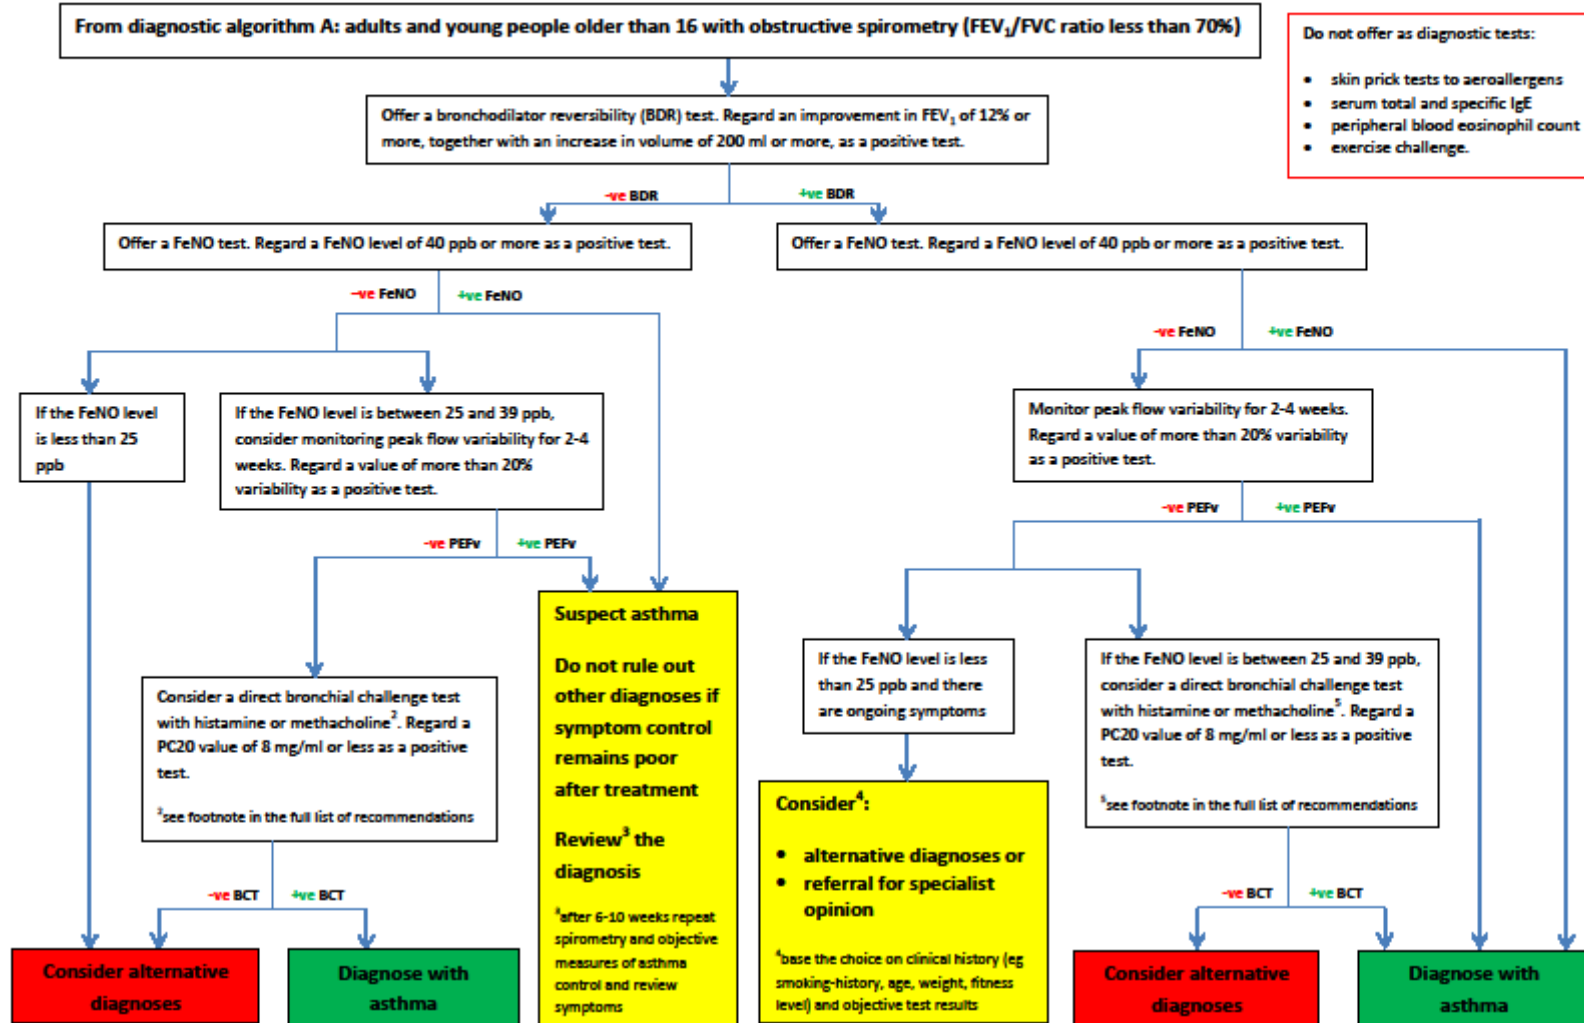 From diagnostic algorithm A: adults and young people older than 16 with obstructive spirometry (FEV1/FVC ratio less than 70%)
Do not offer as diagnostic tests:
• skin prick tests to aeroallergens
• serum total and specific IgE
• peripheral blood eosinophil count
• exercise challenge.
Offer a bronchodilator reversibility (BDR) test. Regard an improvement in FEV1 of 12% or
more, together with an increase in volume of 200 ml or more, as a positive test.
-ve BDR
+ve BDR
Offer a FeNO test. Regard a FeNO level of 40 ppb or more as a positive test.
Offer a FeNO test. Regard a FeNO level of 40 ppb or more as a positive test.
-ve FeNO
+ve FeNO
-ve FeNO
+ve FeNO
If the FeNO level
is less than 25
ppb
If the FeNO level is between 25 and 39 ppb,
consider monitoring peak flow variability for 2-4
weeks. Regard a value of more than 20%
variability as a positive test.
Monitor peak flow variability for 2-4 weeks.
Regard a value of more than 20% variability
as a positive test.
-ve PEFv
+ve PEFv
-ve PEFv
+ve PEFv
Consider a direct bronchial challenge test
with histamine or methacholine2. Regard a
PC20 value of 8 mg/ml or less as a positive
test.
2see footnote in the full list of recommendations
Suspect asthma
Do not rule out
other diagnoses if
symptom control
remains poor
after treatment
Review3 the
diagnosis
3after 6-10 weeks repeat
spirometry and objective
measures of asthma
control and review
symptoms
If the FeNO level is less
than 25 ppb and there
are ongoing symptoms
If the FeNO level is between 25 and 39 ppb,
consider a direct bronchial challenge test
with histamine or methacholine5. Regard a
PC20 value of 8 mg/ml or less as a positive
test.
5see footnote in the full list of recommendations
Consider4:
• alternative diagnoses or
• referral for specialist
opinion
4base the choice on clinical history (eg
smoking-history, age, weight, fitness
level) and objective test results
-ve BCT
+ve BCT
-ve BCT
+ve BCT
Consider alternative
diagnoses
Diagnose with
asthma
Consider alternative
diagnoses
Diagnose with
asthma